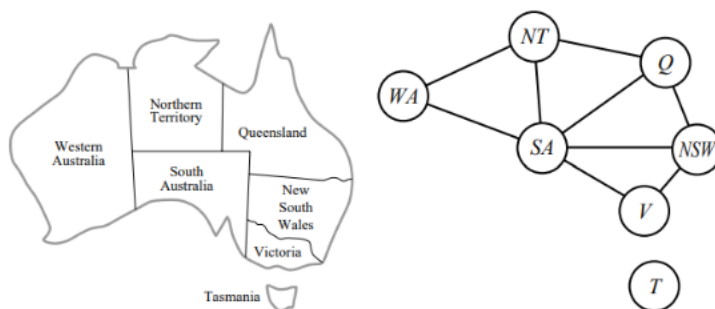 Northern
Territory
Western
Australia
Queensland
South
Australia
New
South
Wales
Victoria
Tasmania
NT
Q
WA
SA
NSW
V
T